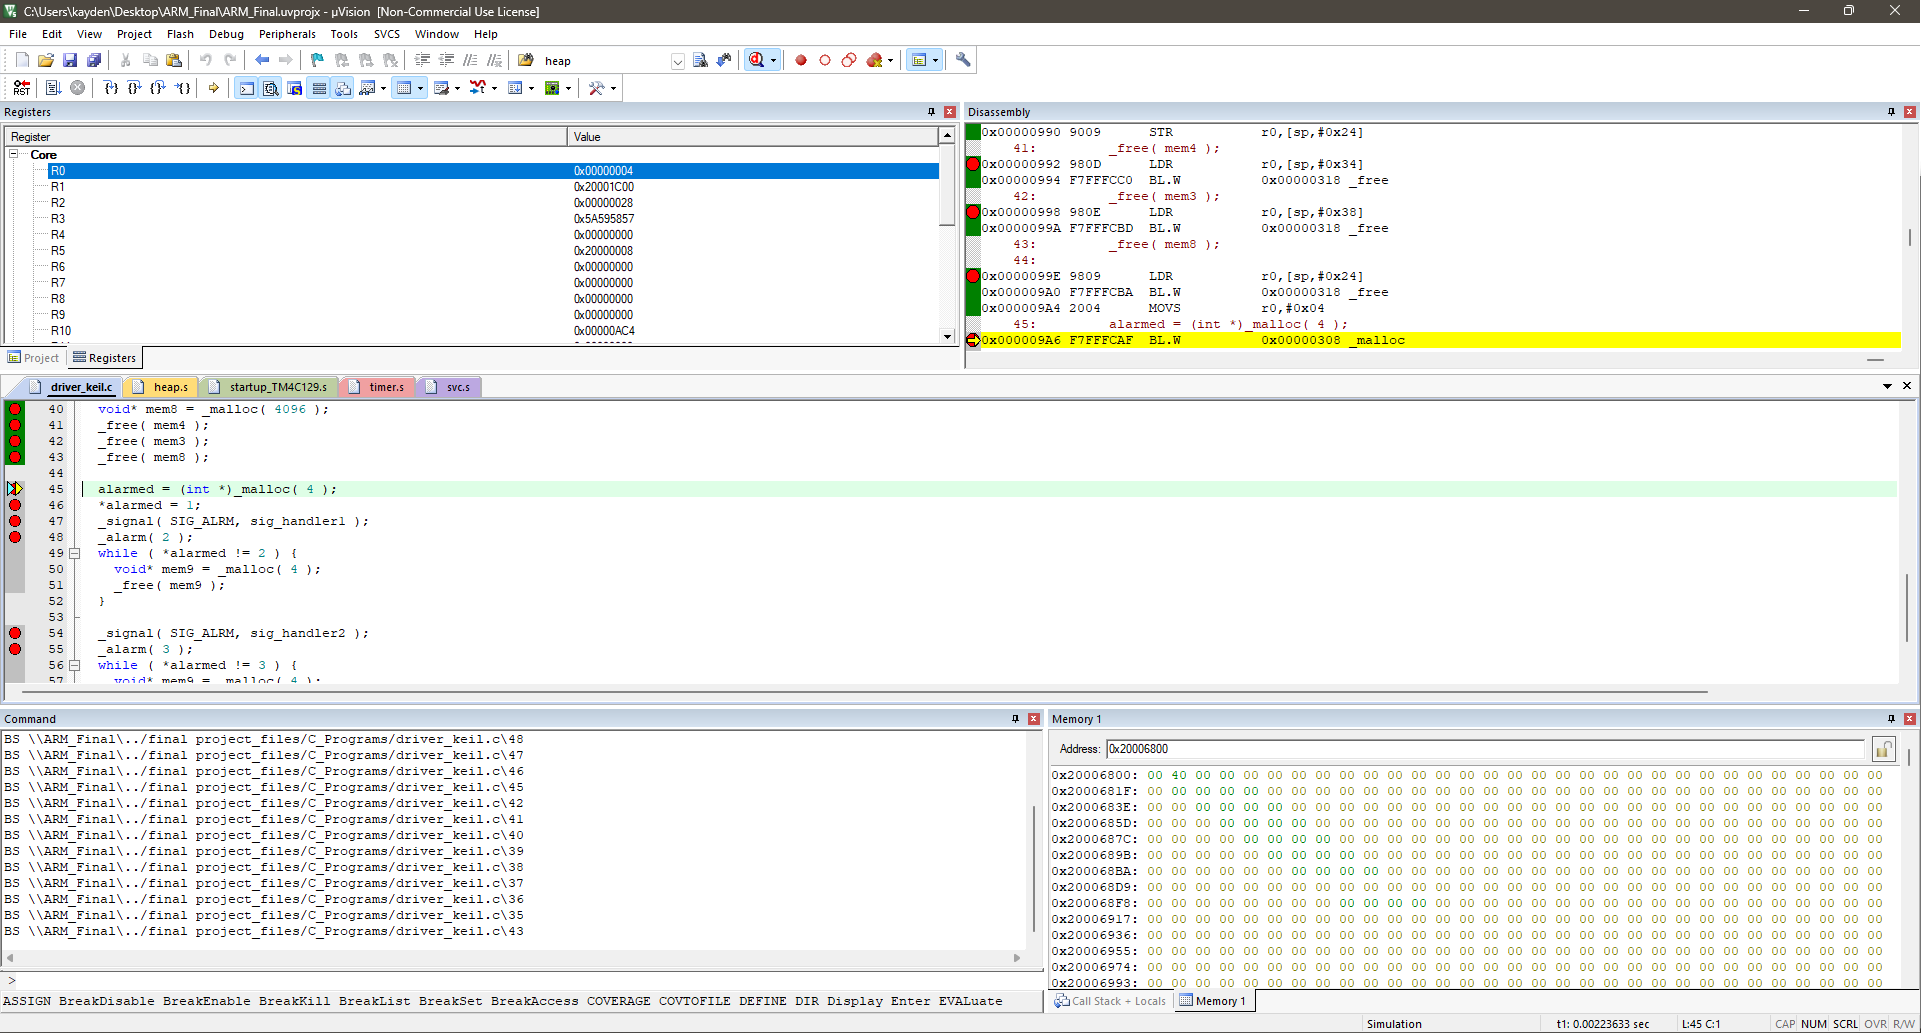 C:\Users\kayden\Desktop\ARM_Final\ARM_Final.uvprojx - µVision [Non-Commercial Use License]
File Edit View Project Flash Debug Peripherals Tools SVCS Window Help
heap
RST
Registers
Register Value
Core
R0 0x00000004
R1 0x20001C00
R2 0x00000028
R3 0x5A595857
R4 0x00000000
R5 0x20000008
R6 0x00000000
R7 0x00000000
R8 0x00000000
R9 0x00000000
R10 0x00000AC4
Project Registers
Disassembly
0x00000990 9009 STR r0,[sp,#0x24]
41: _free( mem4 );
0x00000992 980D LDR r0,[sp,#0x34]
0x00000994 F7FFFCC0 BL.W 0x00000318 _free
42: _free( mem3 );
0x00000998 980E LDR r0,[sp,#0x38]
0x0000099A F7FFFCBD BL.W 0x00000318 _free
43: _free( mem8 );
44:
0x0000099E 9809 LDR r0,[sp,#0x24]
0x000009A0 F7FFFCBA BL.W 0x00000318 _free
0x000009A4 2004 MOVS r0,#0x04
45: alarmed = (int *)_malloc( 4 );
0x000009A6 F7FFFCAF BL.W 0x00000308 _malloc
driver_keil.c heap.s startup_TM4C129.s timer.s svc.s
40 void* mem8 = _malloc( 4096 );
41 _free( mem4 );
42 _free( mem3 );
43 _free( mem8 );
44
45 alarmed = (int *)_malloc( 4 );
46 *alarmed = 1;
47 _signal( SIG_ALRM, sig_handler1 );
48 _alarm( 2 );
49 while ( *alarmed != 2 ) {
50 void* mem9 = _malloc( 4 );
51 _free( mem9 );
52 }
53
54 _signal( SIG_ALRM, sig_handler2 );
55 _alarm( 3 );
56 while ( *alarmed != 3 ) {
57 void* mem9 = _malloc( 4 );
Command
BS \\ARM_Final\../final project_files/C_Programs/driver_keil.c\48
BS \\ARM_Final\../final project_files/C_Programs/driver_keil.c\47
BS \\ARM_Final\../final project_files/C_Programs/driver_keil.c\46
BS \\ARM_Final\../final project_files/C_Programs/driver_keil.c\45
BS \\ARM_Final\../final project_files/C_Programs/driver_keil.c\42
BS \\ARM_Final\../final project_files/C_Programs/driver_keil.c\41
BS \\ARM_Final\../final project_files/C_Programs/driver_keil.c\40
BS \\ARM_Final\../final project_files/C_Programs/driver_keil.c\39
BS \\ARM_Final\../final project_files/C_Programs/driver_keil.c\38
BS \\ARM_Final\../final project_files/C_Programs/driver_keil.c\37
BS \\ARM_Final\../final project_files/C_Programs/driver_keil.c\36
BS \\ARM_Final\../final project_files/C_Programs/driver_keil.c\35
BS \\ARM_Final\../final project_files/C_Programs/driver_keil.c\43
>
ASSIGN BreakDisable BreakEnable BreakKill BreakList BreakSet BreakAccess COVERAGE COVTOFILE DEFINE DIR Display Enter EVALuate
Memory 1
Address: 0x20006800
0x20006800: 00 40 00 00 00 00 00 00 00 00 00 00 00 00 00 00 00 00 00 00 00 00 00 00 00 00 00 00 00 00 00
0x2000681F: 00 00 00 00 00 00 00 00 00 00 00 00 00 00 00 00 00 00 00 00 00 00 00 00 00 00 00 00 00 00 00
0x2000683E: 00 00 00 00 00 00 00 00 00 00 00 00 00 00 00 00 00 00 00 00 00 00 00 00 00 00 00 00 00 00 00
0x2000685D: 00 00 00 00 00 00 00 00 00 00 00 00 00 00 00 00 00 00 00 00 00 00 00 00 00 00 00 00 00 00 00
0x2000687C: 00 00 00 00 00 00 00 00 00 00 00 00 00 00 00 00 00 00 00 00 00 00 00 00 00 00 00 00 00 00 00
0x2000689B: 00 00 00 00 00 00 00 00 00 00 00 00 00 00 00 00 00 00 00 00 00 00 00 00 00 00 00 00 00 00 00
0x200068BA: 00 00 00 00 00 00 00 00 00 00 00 00 00 00 00 00 00 00 00 00 00 00 00 00 00 00 00 00 00 00 00
0x200068D9: 00 00 00 00 00 00 00 00 00 00 00 00 00 00 00 00 00 00 00 00 00 00 00 00 00 00 00 00 00 00 00
0x200068F8: 00 00 00 00 00 00 00 00 00 00 00 00 00 00 00 00 00 00 00 00 00 00 00 00 00 00 00 00 00 00 00
0x20006917: 00 00 00 00 00 00 00 00 00 00 00 00 00 00 00 00 00 00 00 00 00 00 00 00 00 00 00 00 00 00 00
0x20006936: 00 00 00 00 00 00 00 00 00 00 00 00 00 00 00 00 00 00 00 00 00 00 00 00 00 00 00 00 00 00 00
0x20006955: 00 00 00 00 00 00 00 00 00 00 00 00 00 00 00 00 00 00 00 00 00 00 00 00 00 00 00 00 00 00 00
0x20006974: 00 00 00 00 00 00 00 00 00 00 00 00 00 00 00 00 00 00 00 00 00 00 00 00 00 00 00 00 00 00 00
0x20006993: 00 00 00 00 00 00 00 00 00 00 00 00 00 00 00 00 00 00 00 00 00 00 00 00 00 00 00 00 00 00 00
Call Stack + Locals Memory 1
Simulation t1: 0.00223633 sec L:45 C:1 CAP NUM SCRL OVR R/W